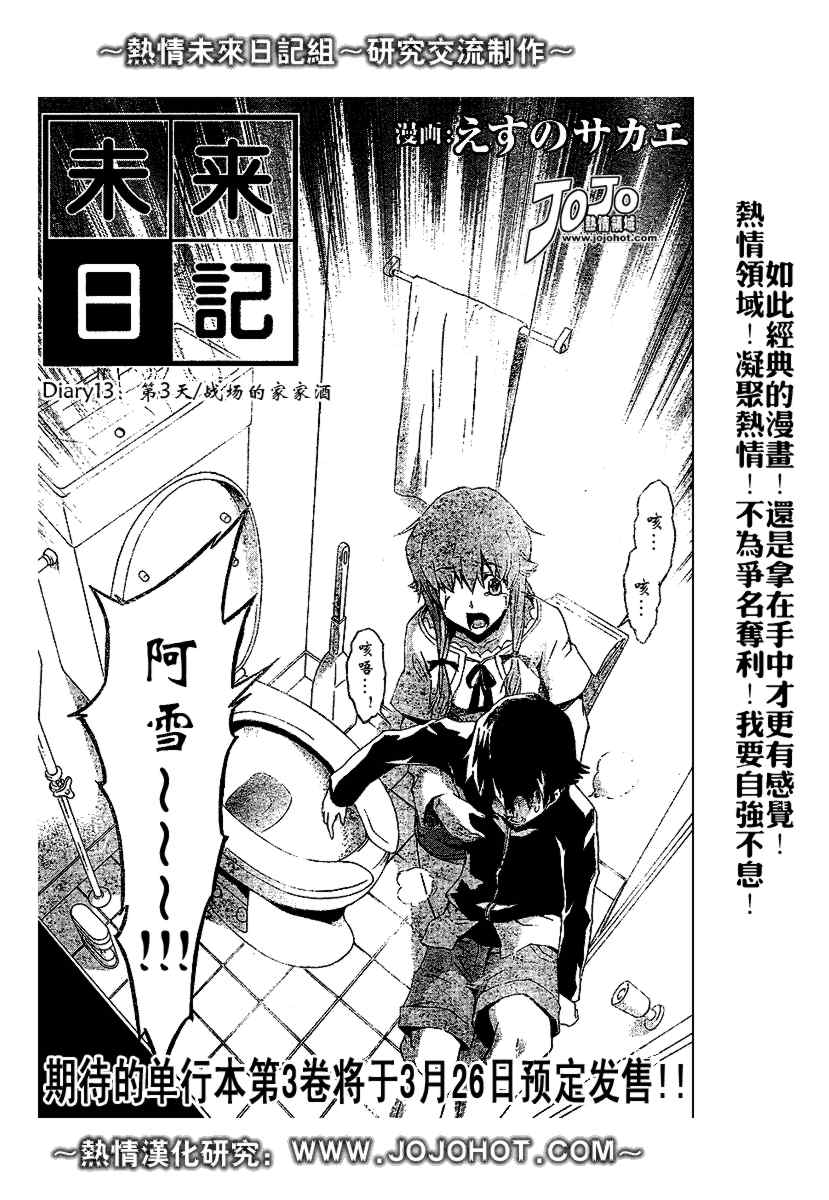 ～熱情未來日記組～研究交流制作～
漫画:えすのサカエ
未来
日記
JOJO
熱情領域
www.jojohot.com
Diary13：第3天/战场的家家酒
如此經典的漫畫！還是拿在手中才更有感覺！
熱情領域！凝聚熱情！不為爭名奪利！我要自強不息！
咳…
咳…
咳唔…!
阿雪～～～～!!!
期待的单行本第3卷将于3月26日预定发售!!
～熱情漢化研究：WWW.JOJOHOT.COM～